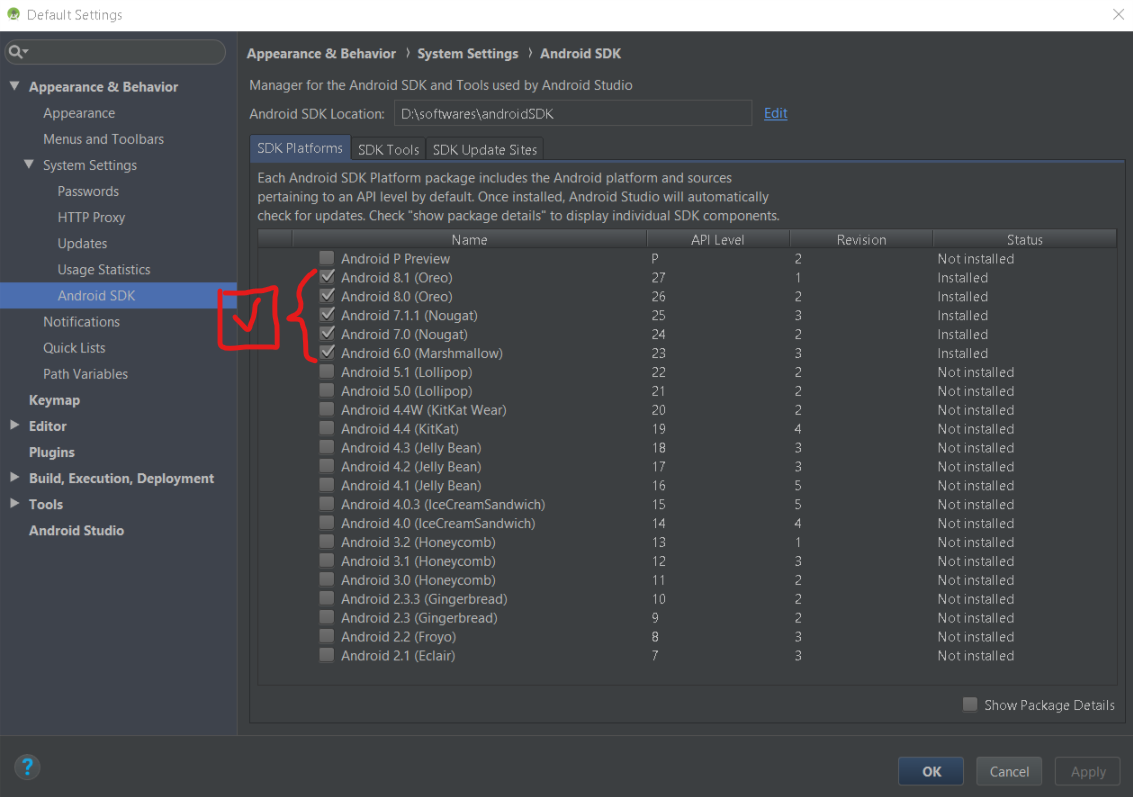 Default Settings
Appearance & Behavior
Appearance
Menus and Toolbars
System Settings
Passwords
HTTP Proxy
Updates
Usage Statistics
Android SDK
Notifications
Quick Lists
Path Variables
Keymap
Editor
Plugins
Build, Execution, Deployment
Tools
Android Studio
Appearance & Behavior › System Settings › Android SDK
Manager for the Android SDK and Tools used by Android Studio
Android SDK Location: D:\softwares\androidSDK Edit
SDK Platforms SDK Tools SDK Update Sites
Each Android SDK Platform package includes the Android platform and sources
pertaining to an API level by default. Once installed, Android Studio will automatically
check for updates. Check "show package details" to display individual SDK components.
Name API Level Revision Status
Android P Preview P 2 Not installed
Android 8.1 (Oreo) 27 1 Installed
Android 8.0 (Oreo) 26 2 Installed
Android 7.1.1 (Nougat) 25 3 Installed
Android 7.0 (Nougat) 24 2 Installed
Android 6.0 (Marshmallow) 23 3 Installed
Android 5.1 (Lollipop) 22 2 Not installed
Android 5.0 (Lollipop) 21 2 Not installed
Android 4.4W (KitKat Wear) 20 2 Not installed
Android 4.4 (KitKat) 19 4 Not installed
Android 4.3 (Jelly Bean) 18 3 Not installed
Android 4.2 (Jelly Bean) 17 3 Not installed
Android 4.1 (Jelly Bean) 16 5 Not installed
Android 4.0.3 (IceCreamSandwich) 15 5 Not installed
Android 4.0 (IceCreamSandwich) 14 4 Not installed
Android 3.2 (Honeycomb) 13 1 Not installed
Android 3.1 (Honeycomb) 12 3 Not installed
Android 3.0 (Honeycomb) 11 2 Not installed
Android 2.3.3 (Gingerbread) 10 2 Not installed
Android 2.3 (Gingerbread) 9 2 Not installed
Android 2.2 (Froyo) 8 3 Not installed
Android 2.1 (Eclair) 7 3 Not installed
Show Package Details
? OK Cancel Apply